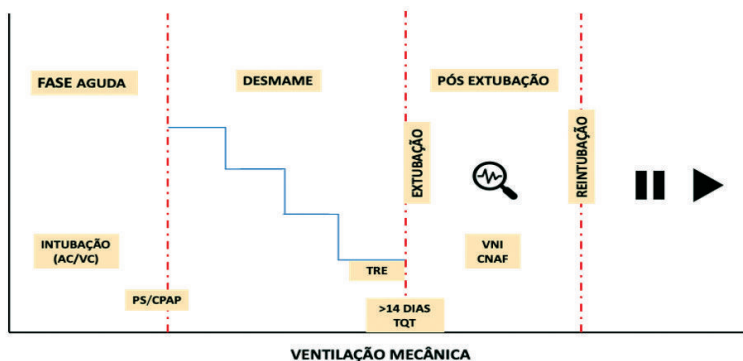 FASE AGUDA
DESMAME
PÓS EXTUBAÇÃO
EXTUBAÇÃO
REINTUBAÇÃO
INTUBAÇÃO
(AC/VC)
VNI
CNAF
TRE
PS/CPAP
>14 DIAS
TQT
VENTILAÇÃO MECÂNICA